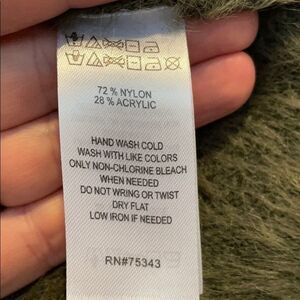 72 % NYLON
28 % ACRYLIC
HAND WASH COLD
WASH WITH LIKE COLORS
ONLY NON-CHLORINE BLEACH
WHEN NEEDED
DO NOT WRING OR TWIST
DRY FLAT
LOW IRON IF NEEDED
RN#75343